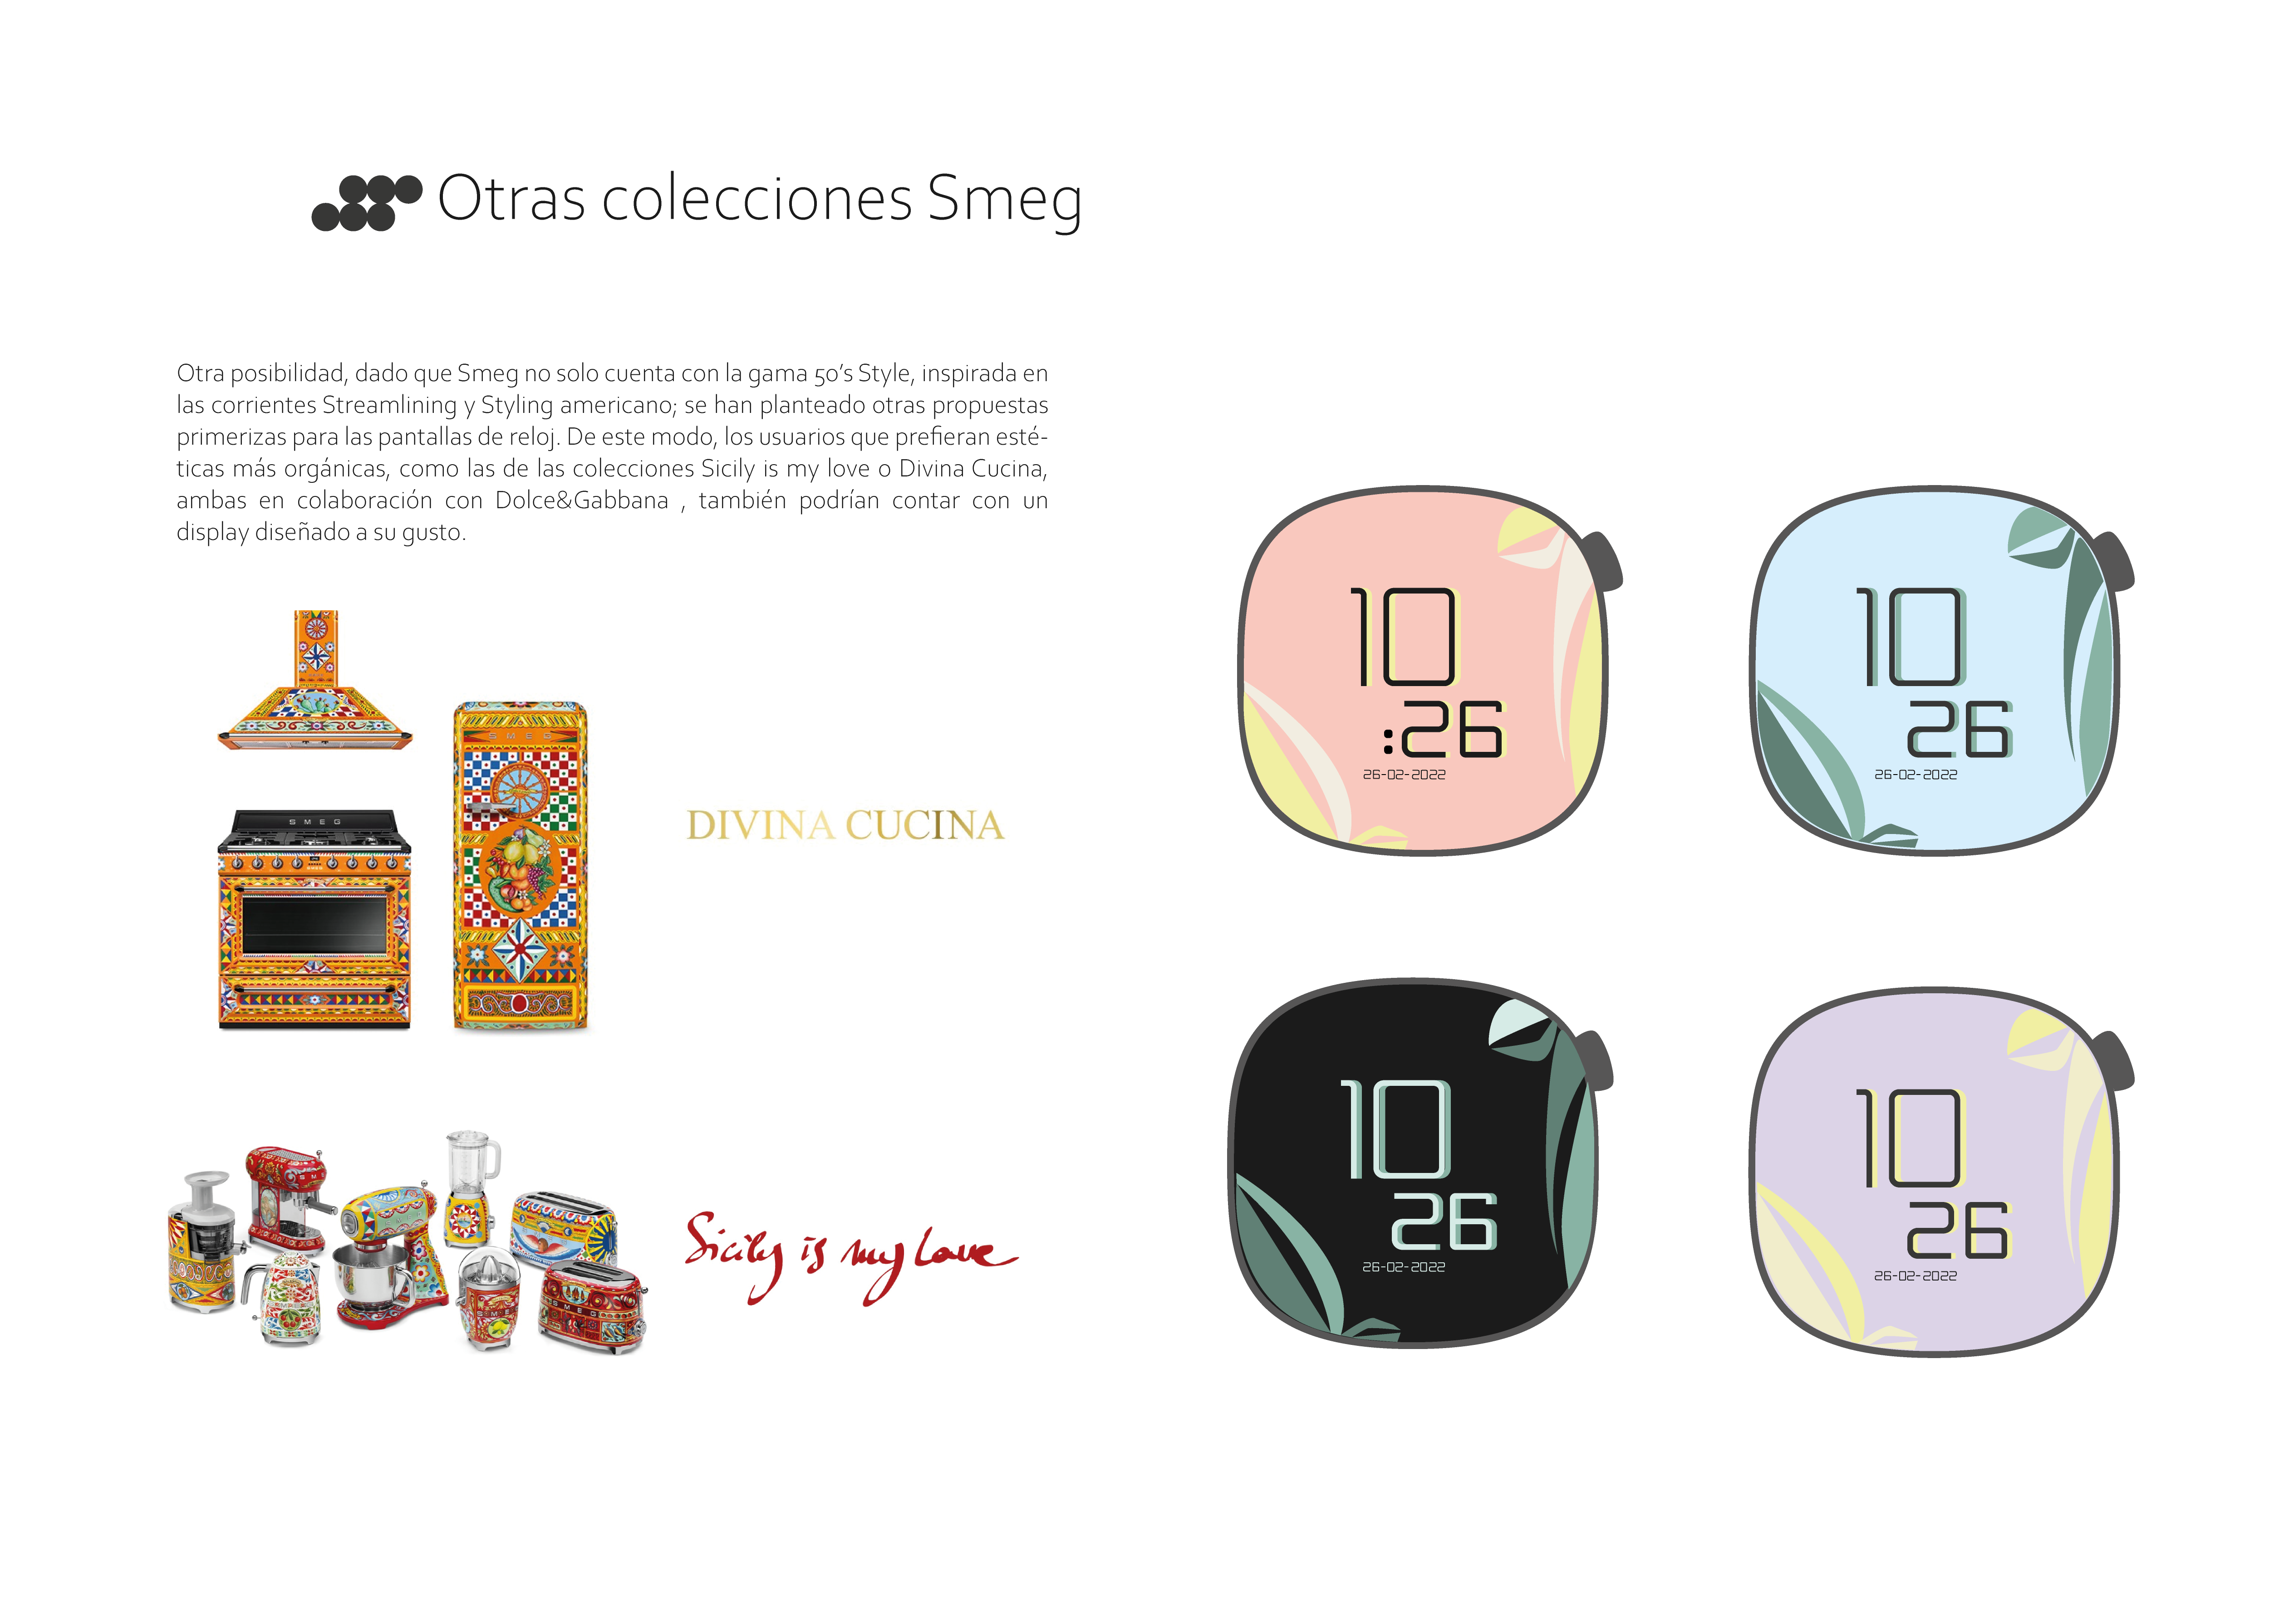 Otras colecciones Smeg
Otra posibilidad, dado que Smeg no solo cuenta con la gama 50's Style, inspirada en
las corrientes Streamlining y Styling americano; se han planteado otras propuestas
primerizas para las pantallas de reloj. De este modo, los usuarios que prefieran esté-
ticas más orgánicas, como las de las colecciones Sicily is my love o Divina Cucina,
ambas en colaboración con Dolce&Gabbana , también podrían contar con un
display diseñado a su gusto.
SMEG
SMEG
DIVINA CUCINA
SMEG
SMEG
SMEG
Sicily is my love
10
:26
26-02-2022
10
26
26-02-2022
10
26
26-02-2022
10
26
26-02-2022